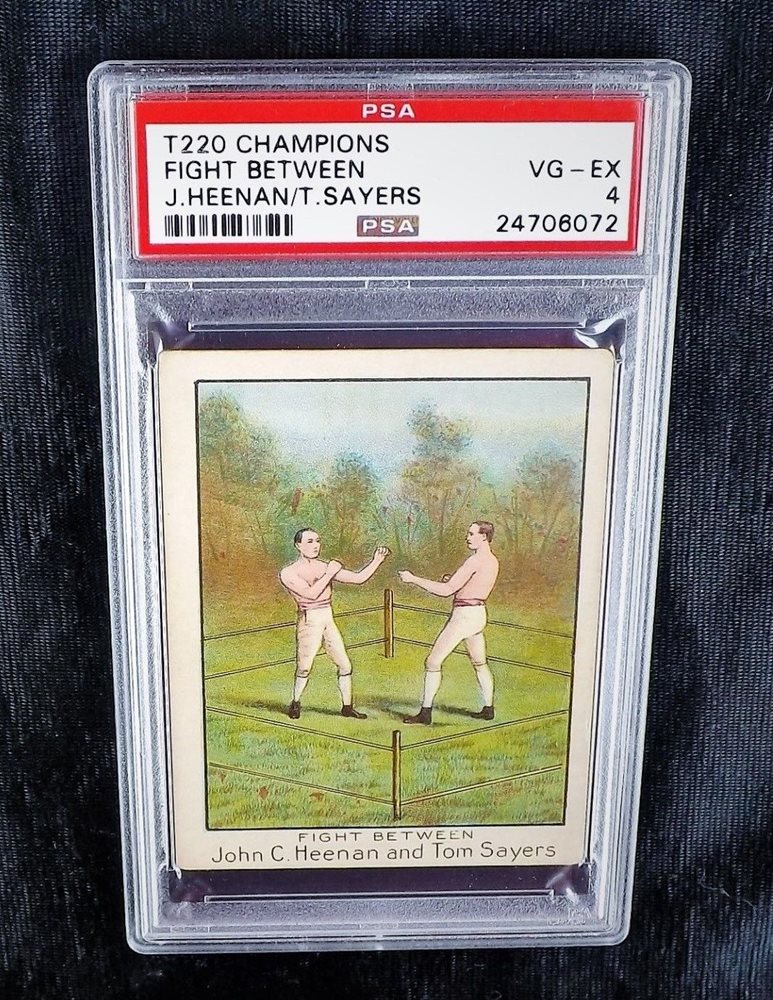 PSA
T220 CHAMPIONS
FIGHT BETWEEN VG-EX
J.HEENAN/T.SAYERS 4
PSA 24706072
FIGHT BETWEEN
John C. Heenan and Tom Sayers